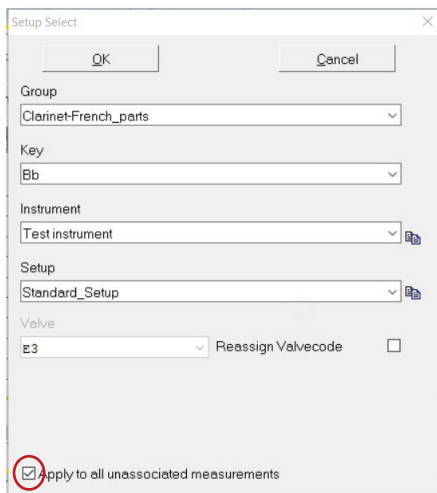 Setup Select
OK Cancel
Group
Clarinet-French_parts
Key
Bb
Instrument
Test instrument
Setup
Standard_Setup
Valve
E3 Reassign Valvecode
Apply to all unassociated measurements